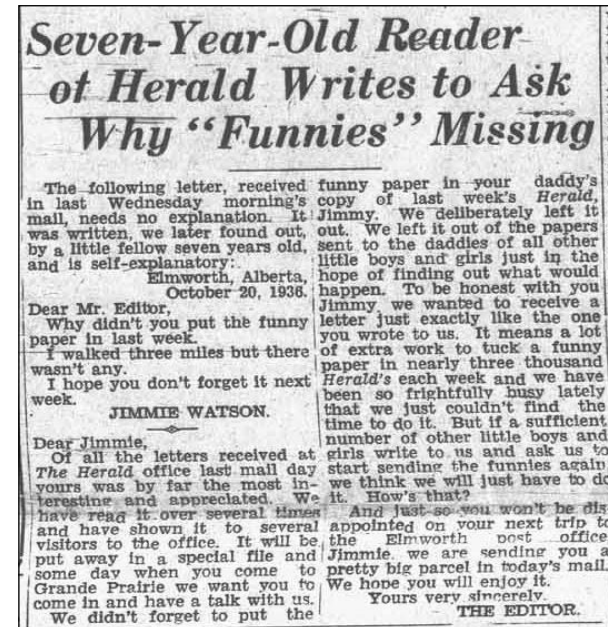 Seven-Year-Old Reader
of Herald Writes to Ask
Why "Funnies" Missing
The following letter, received
in last Wednesday morning's
mail, needs no explanation. It
was written, we later found out,
by a little fellow seven years old,
and is self-explanatory:
Elmworth, Alberta,
October 20, 1936.
Dear Mr. Editor,
Why didn't you put the funny
paper in last week.
I walked three miles but there
wasn't any.
I hope you don't forget it next
week.
JIMMIE WATSON.
Dear Jimmie,
Of all the letters received at
The Herald office last mail day
yours was by far the most in-
teresting and appreciated. We
have read it over several times
and have shown it to several
visitors to the office. It will be
put away in a special file and
some day when you come to
Grande Prairie we want you to
come in and have a talk with us.
We didn't forget to put the
funny paper in your daddy's
copy of last week's Herald,
Jimmy. We deliberately left it
out. We left it out of the papers
sent to the daddies of all other
little boys and girls just in the
hope of finding out what would
happen. To be honest with you
Jimmy we wanted to receive a
letter just exactly like the one
you wrote to us. It means a lot
of extra work to tuck a funny
paper in nearly three thousand
Herald's each week and we have
been so frightfully busy lately
that we just couldn't find the
time to do it. But if a sufficient
number of other little boys and
girls write to us and ask us to
start sending the funnies again
we think we will just have to do
it. How's that?
And just so you won't be dis-
appointed on your next trip to
the Elmworth post office
Jimmie, we are sending you a
pretty big parcel in today's mail.
We hope you will enjoy it.
Yours very sincerely,
THE EDITOR.